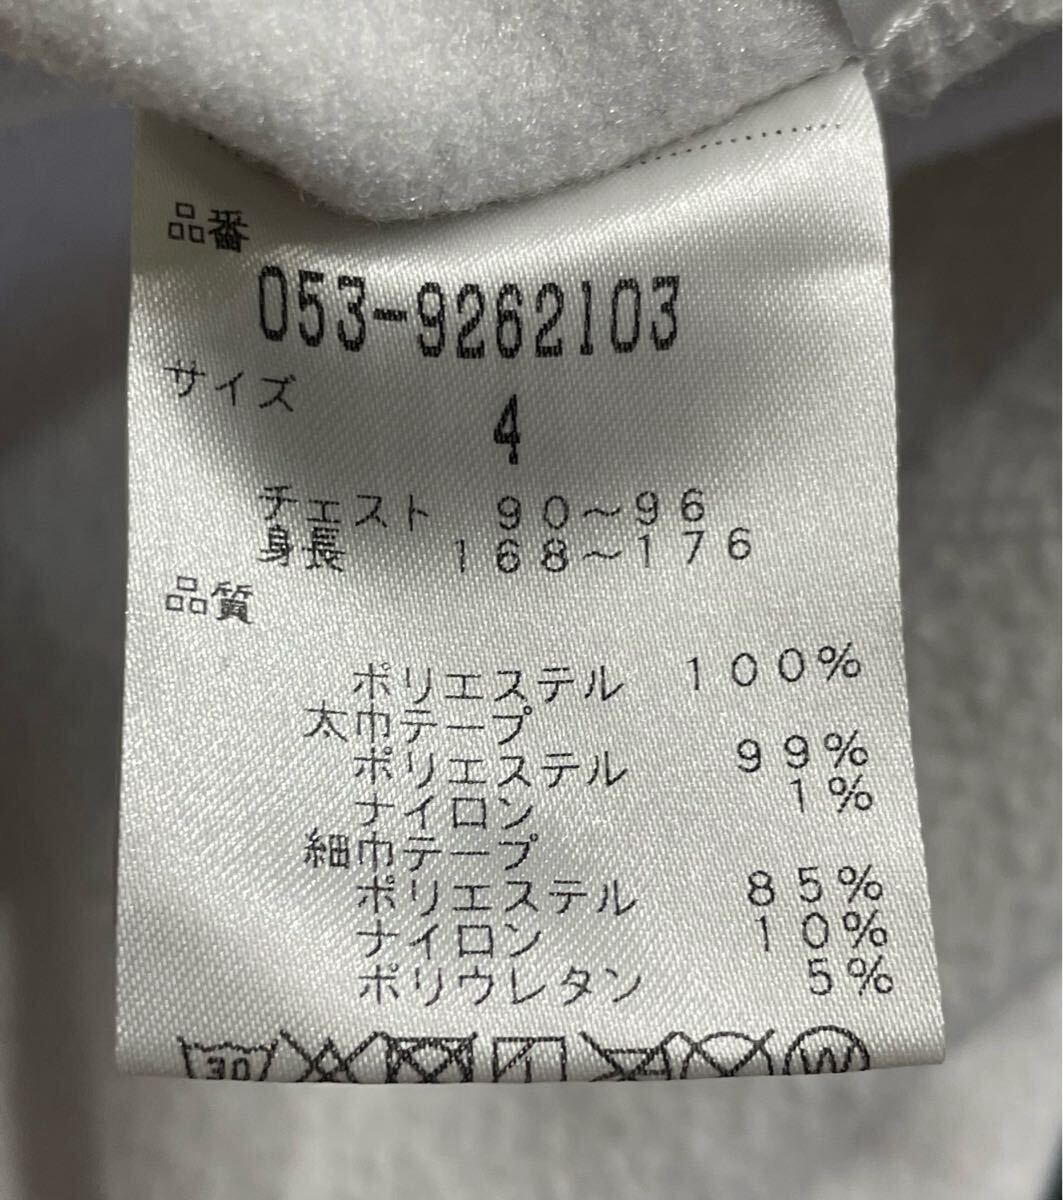 品番
053-9262103
サイズ
4
チェスト 90～96
身長 168～176
品質
ポリエステル 100%
太巾テープ
ポリエステル 99%
ナイロン 1%
細巾テープ
ポリエステル 85%
ナイロン 10%
ポリウレタン 5%
30 W